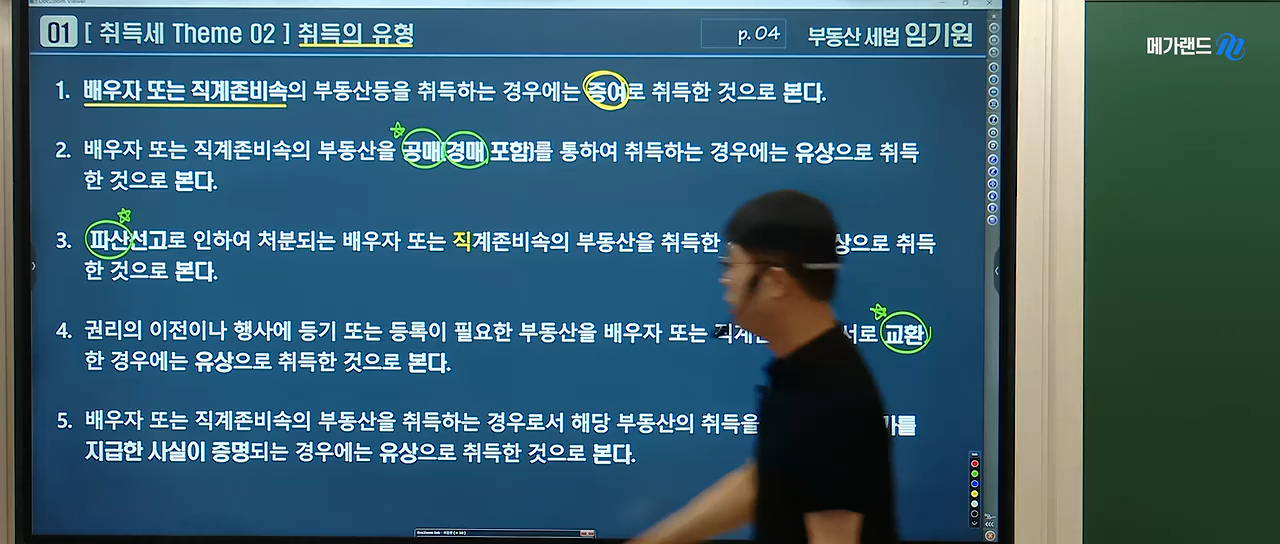 01 [ 취득세 Theme 02 ] 취득의 유형 p.04 부동산 세법 임기원
메가랜드
1. 배우자 또는 직계존비속의 부동산등을 취득하는 경우에는 증여로 취득한 것으로 본다.
2. 배우자 또는 직계존비속의 부동산을 공매(경매 포함)를 통하여 취득하는 경우에는 유상으로 취득
한 것으로 본다.
3. 파산선고로 인하여 처분되는 배우자 또는 직계존비속의 부동산을 취득한 상으로 취득
한 것으로 본다.
4. 권리의 이전이나 행사에 등기 또는 등록이 필요한 부동산을 배우자 또는 직계존 서로 교환
한 경우에는 유상으로 취득한 것으로 본다.
5. 배우자 또는 직계존비속의 부동산을 취득하는 경우로서 해당 부동산의 취득을 가를
지급한 사실이 증명되는 경우에는 유상으로 취득한 것으로 본다.